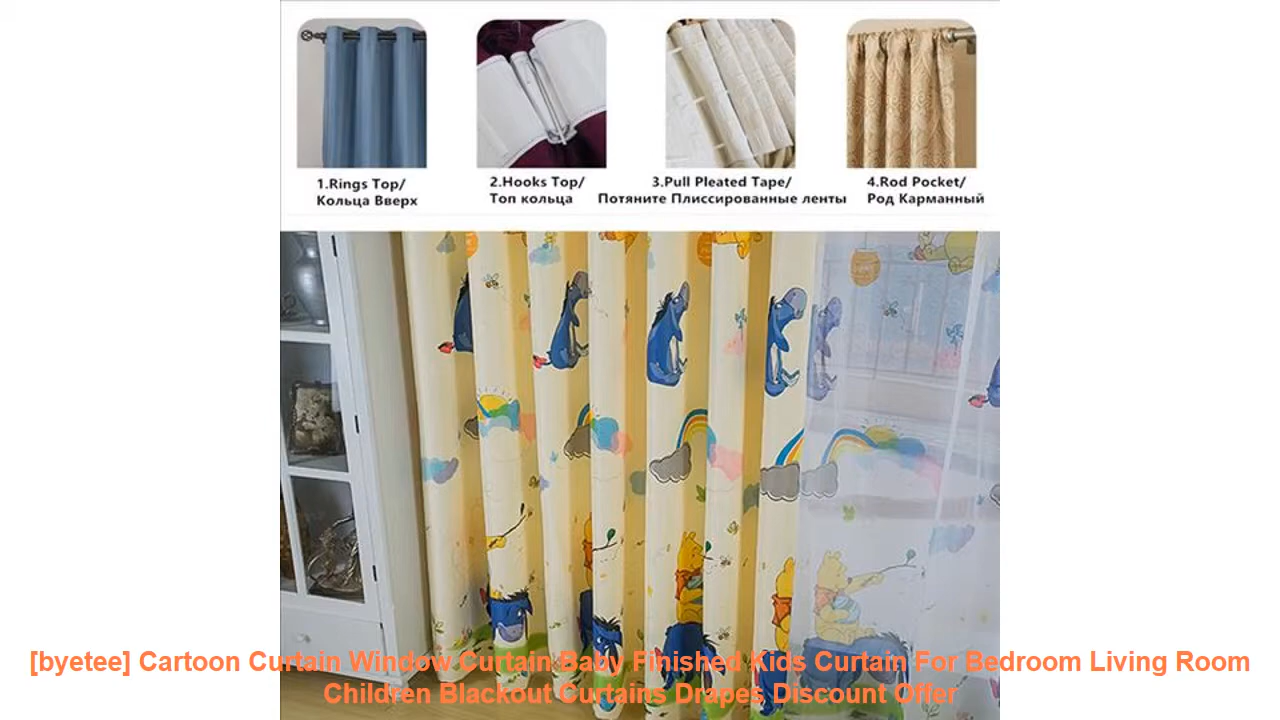 1.Rings Top/
Кольца Вверх
2.Hooks Top/
Топ кольца
3.Pull Pleated Tape/
Потяните Плиссированные ленты
4.Rod Pocket/
Род Карманный
[byetee] Cartoon Curtain Window Curtain Baby Finished Kids Curtain For Bedroom Living Room
Children Blackout Curtains Drapes Discount Offer